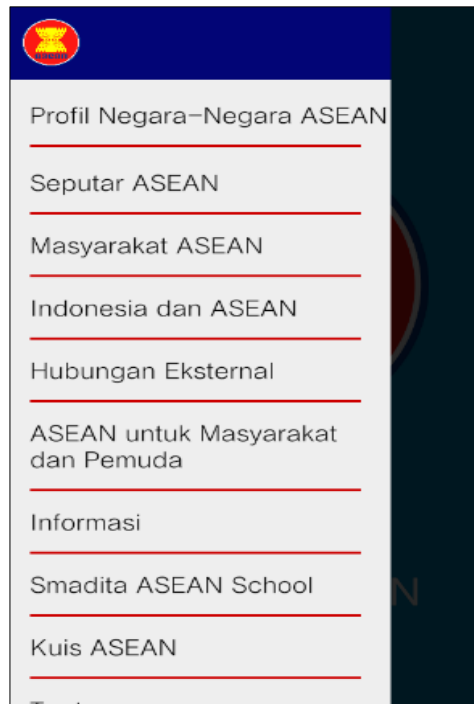 asean
Profil Negara-Negara ASEAN
Seputar ASEAN
Masyarakat ASEAN
Indonesia dan ASEAN
Hubungan Eksternal
ASEAN untuk Masyarakat
dan Pemuda
Informasi
Smadita ASEAN School
N
Kuis ASEAN